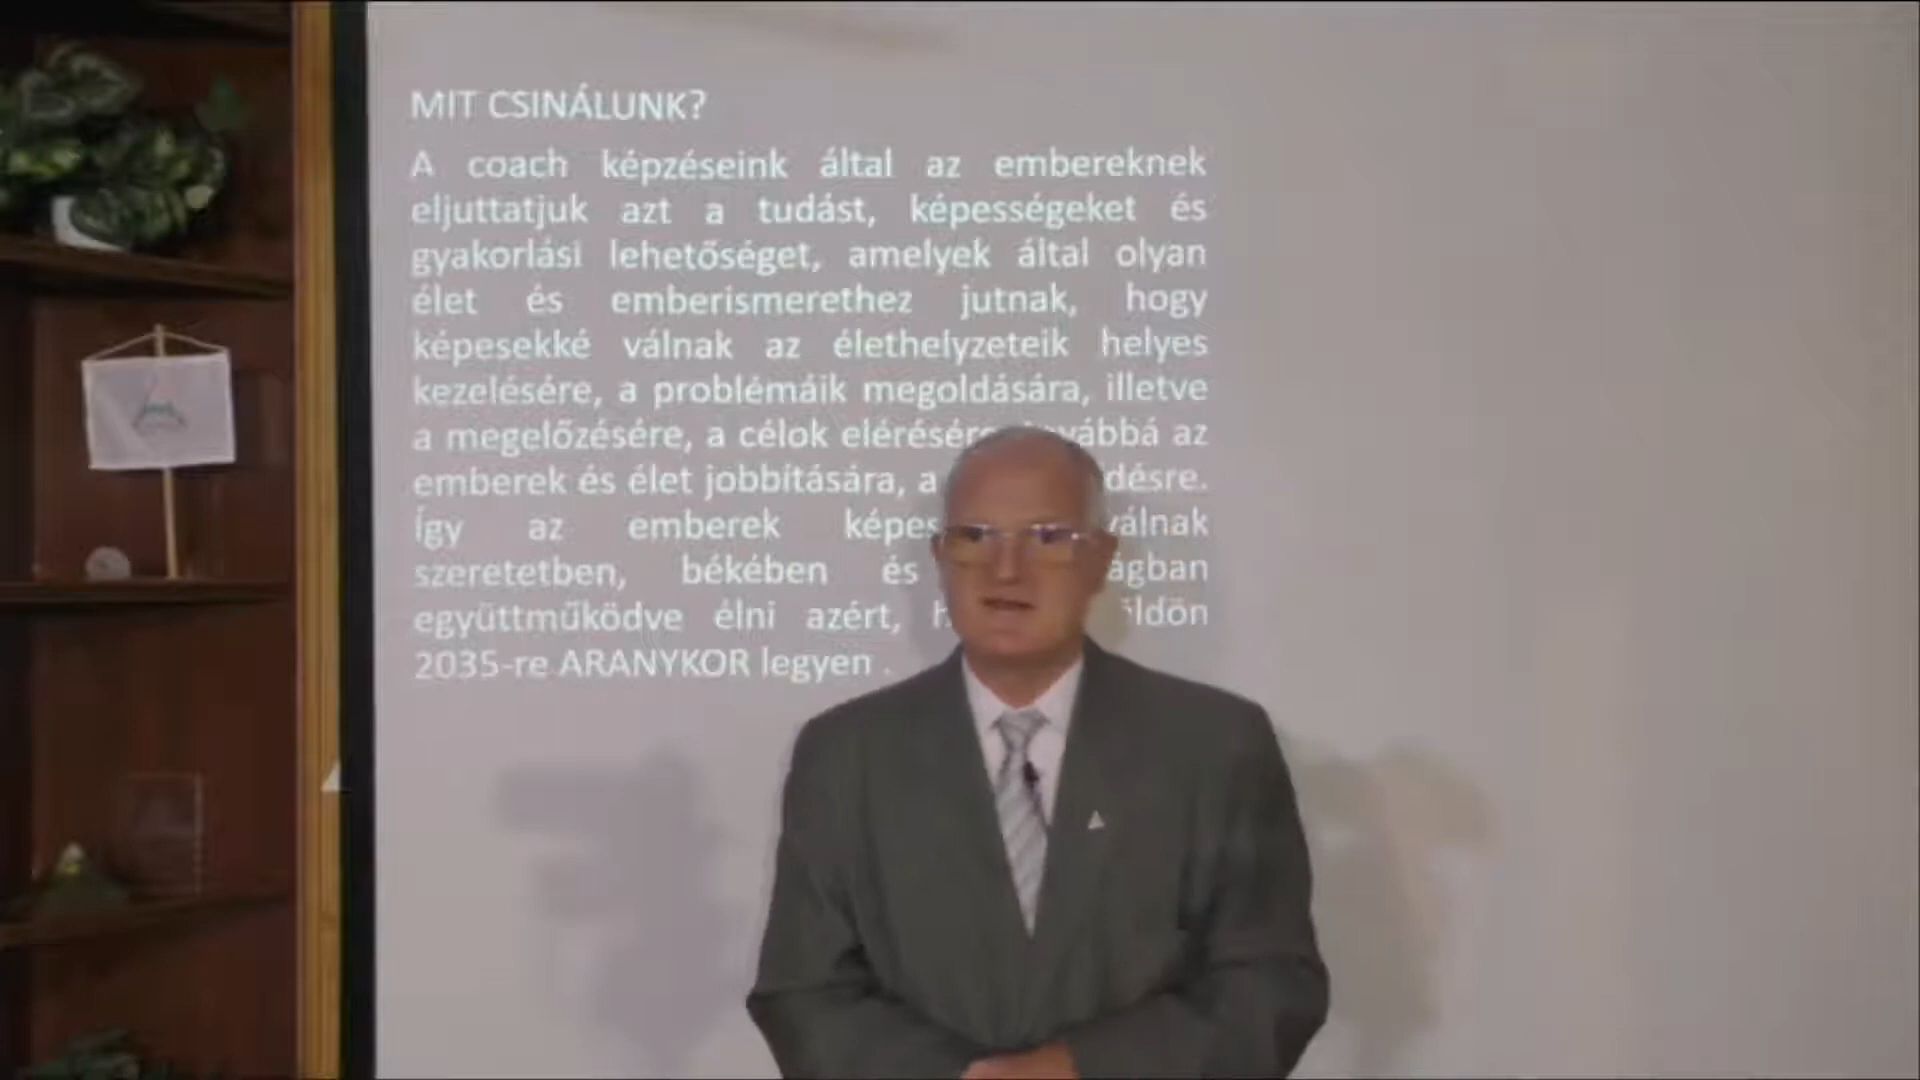 MIT CSINÁLUNK?
A coach képzéseink által az embereknek
eljuttatjuk azt a tudást, képességeket és
gyakorlási lehetőséget, amelyek által olyan
élet és emberismerethez jutnak, hogy
képesekké válnak az élethelyzeteik helyes
kezelésére, a problémáik megoldására, illetve
a megelőzésére, a célok elérésére az
emberek és élet jobbítására, a
Így az emberek válnak
szeretetben, békében és
együttműködve élni azért,
2035-re ARANYKOR legyen .